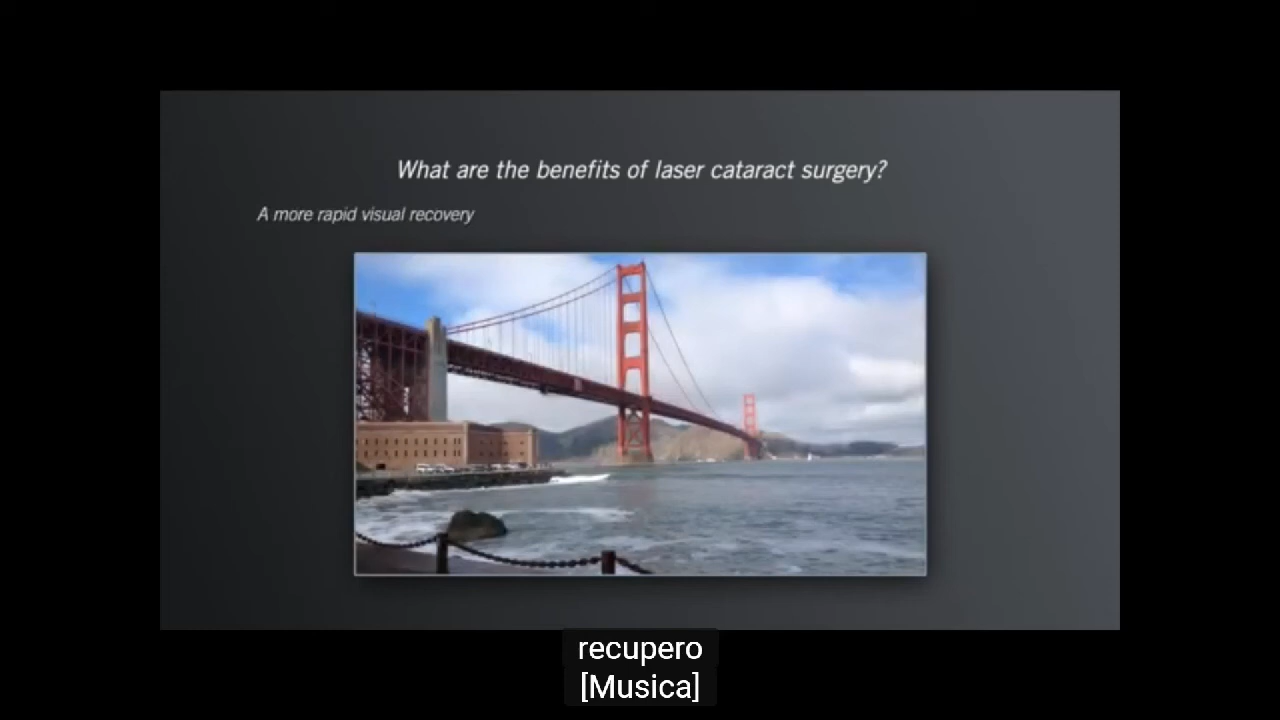 What are the benefits of laser cataract surgery?
A more rapid visual recovery
recupero
[Musica]